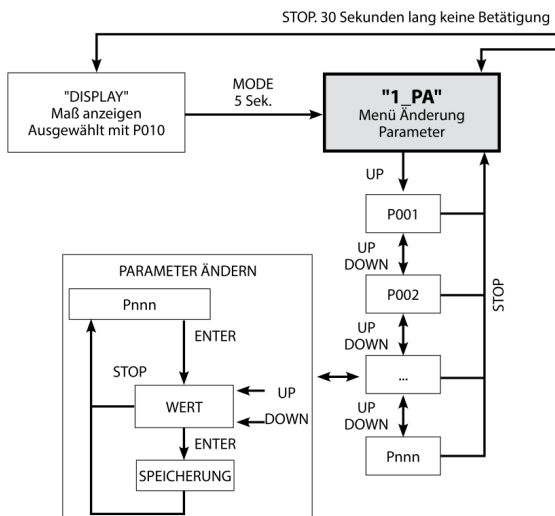 STOP. 30 Sekunden lang keine Betätigung
"DISPLAY"
Maß anzeigen
Ausgewählt mit P010
MODE
5 Sek.
"1_PA"
Menü Änderung
Parameter
UP
P001
UP
DOWN
P002
UP
DOWN
...
UP
DOWN
Pnnn
STOP
PARAMETER ÄNDERN
Pnnn
ENTER
STOP
WERT
UP
DOWN
ENTER
SPEICHERUNG